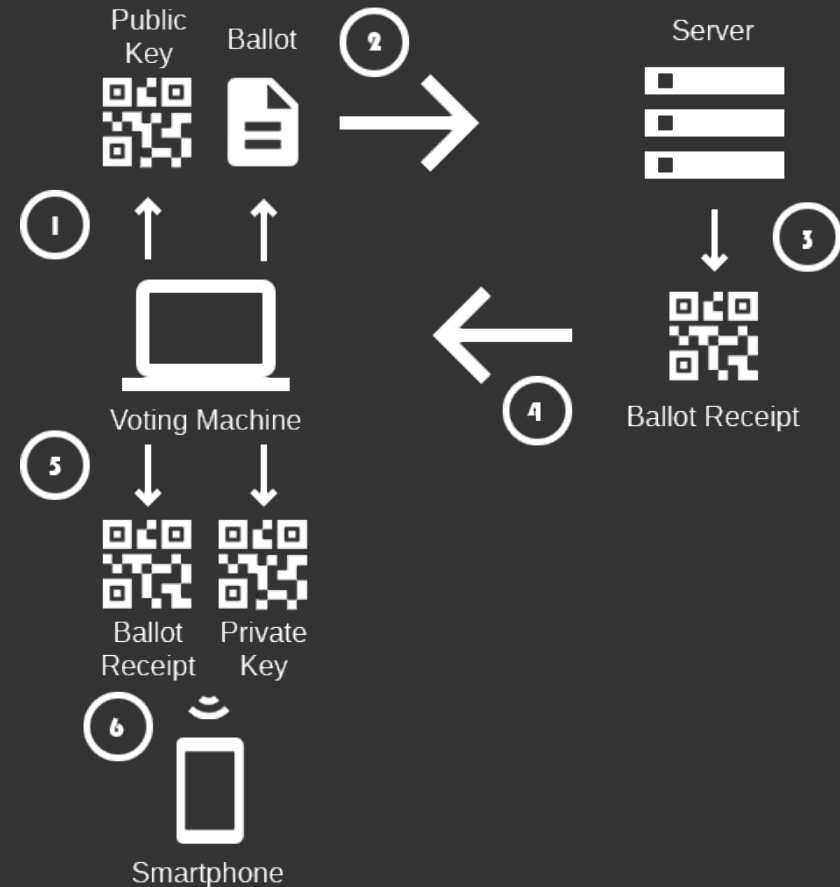 Public
Key
Ballot
2
Server
1
3
4
Ballot Receipt
Voting Machine
5
Ballot
Receipt
Private
Key
6
Smartphone